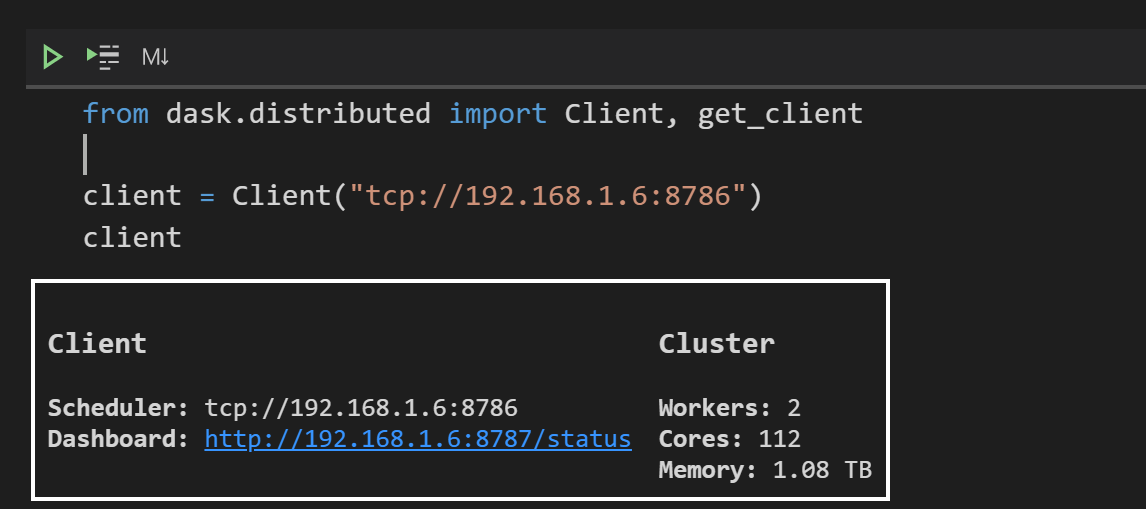 M↓
from dask.distributed import Client, get_client
client = Client("tcp://192.168.1.6:8786")
client
Client
Scheduler: tcp://192.168.1.6:8786
Dashboard: http://192.168.1.6:8787/status
Cluster
Workers: 2
Cores: 112
Memory: 1.08 TB